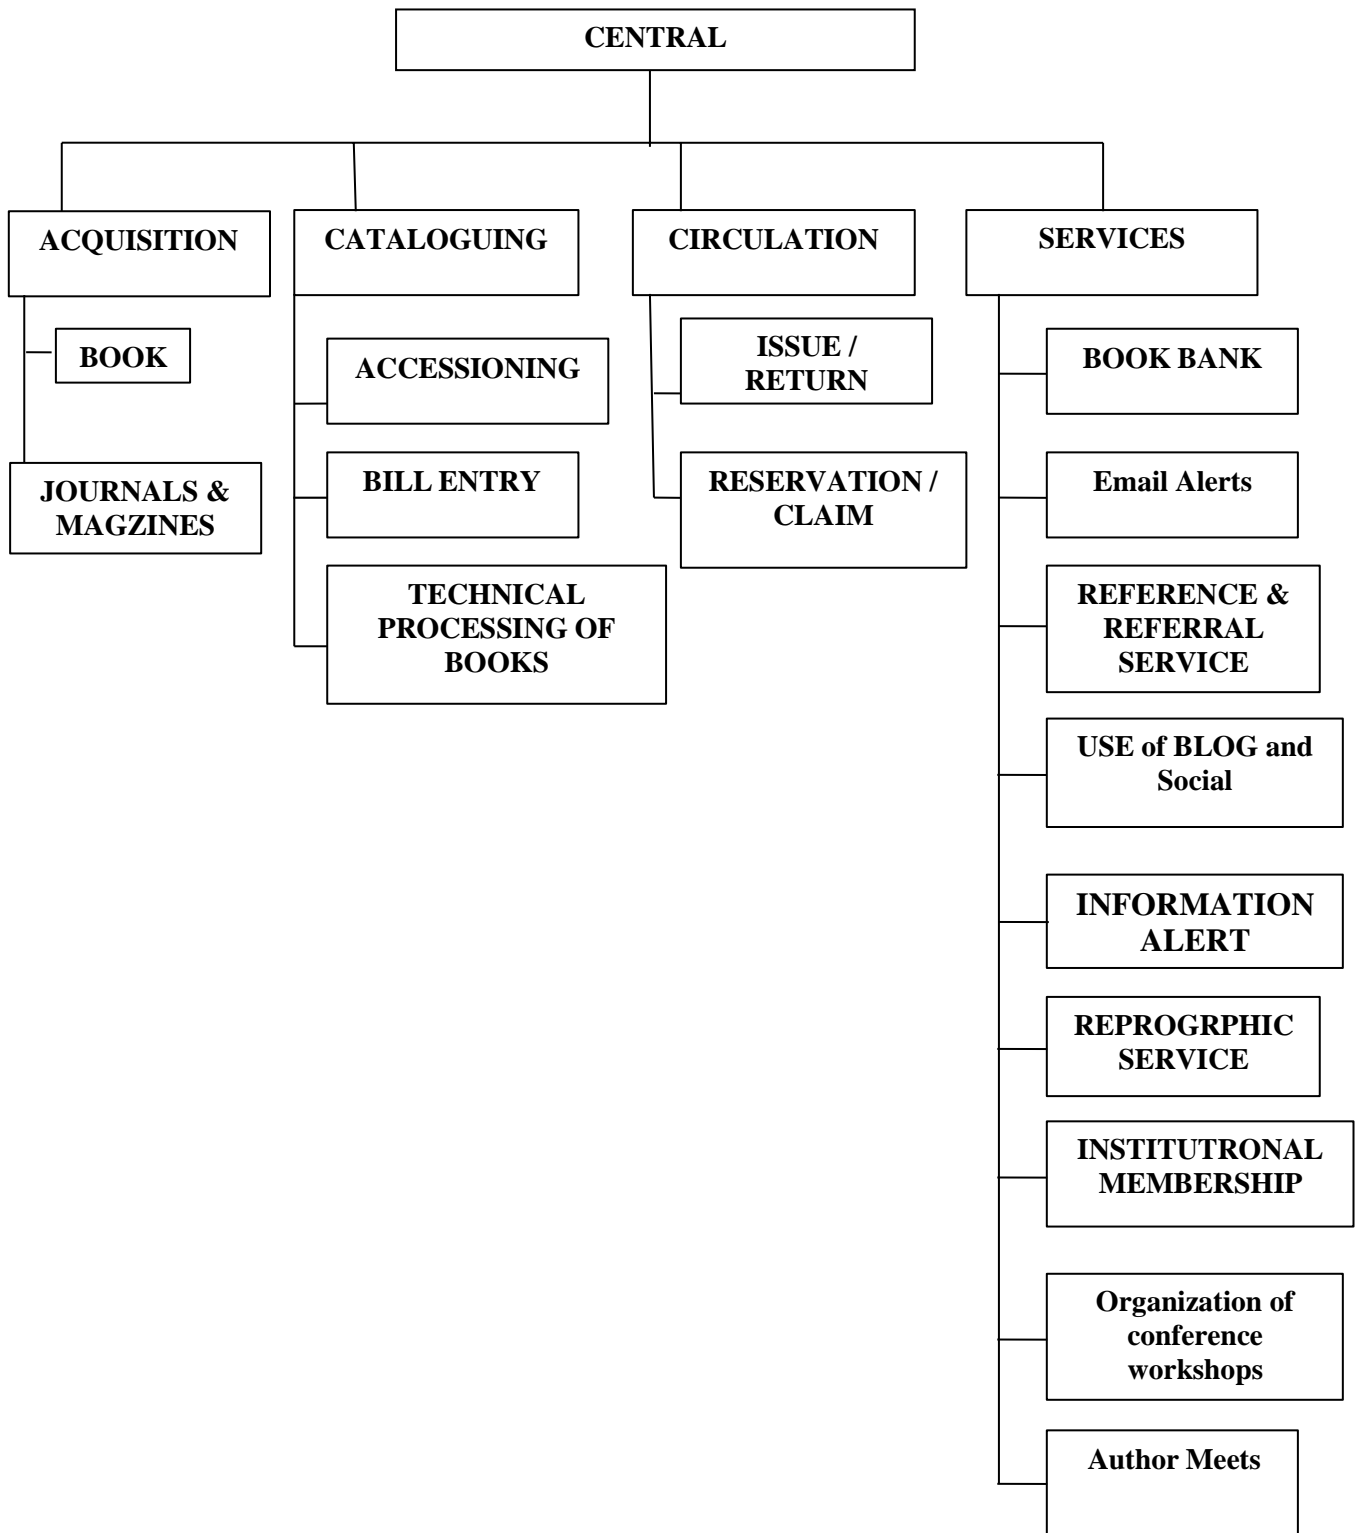 CENTRAL
ACQUISITION
CATALOGUING
CIRCULATION
SERVICES
BOOK
JOURNALS &
MAGZINES
ACCESSIONING
BILL ENTRY
TECHNICAL
PROCESSING OF
BOOKS
ISSUE /
RETURN
RESERVATION /
CLAIM
BOOK BANK
Email Alerts
REFERENCE &
REFERRAL
SERVICE
USE of BLOG and
Social
INFORMATION
ALERT
REPROGRPHIC
SERVICE
INSTITUTRONAL
MEMBERSHIP
Organization of
conference
workshops
Author Meets